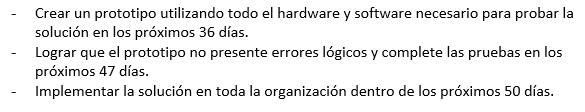 - Crear un prototipo utilizando todo el hardware y software necesario para probar la
solución en los próximos 36 días.
- Lograr que el prototipo no presente errores lógicos y complete las pruebas en los
próximos 47 días.
- Implementar la solución en toda la organización dentro de los próximos 50 días.